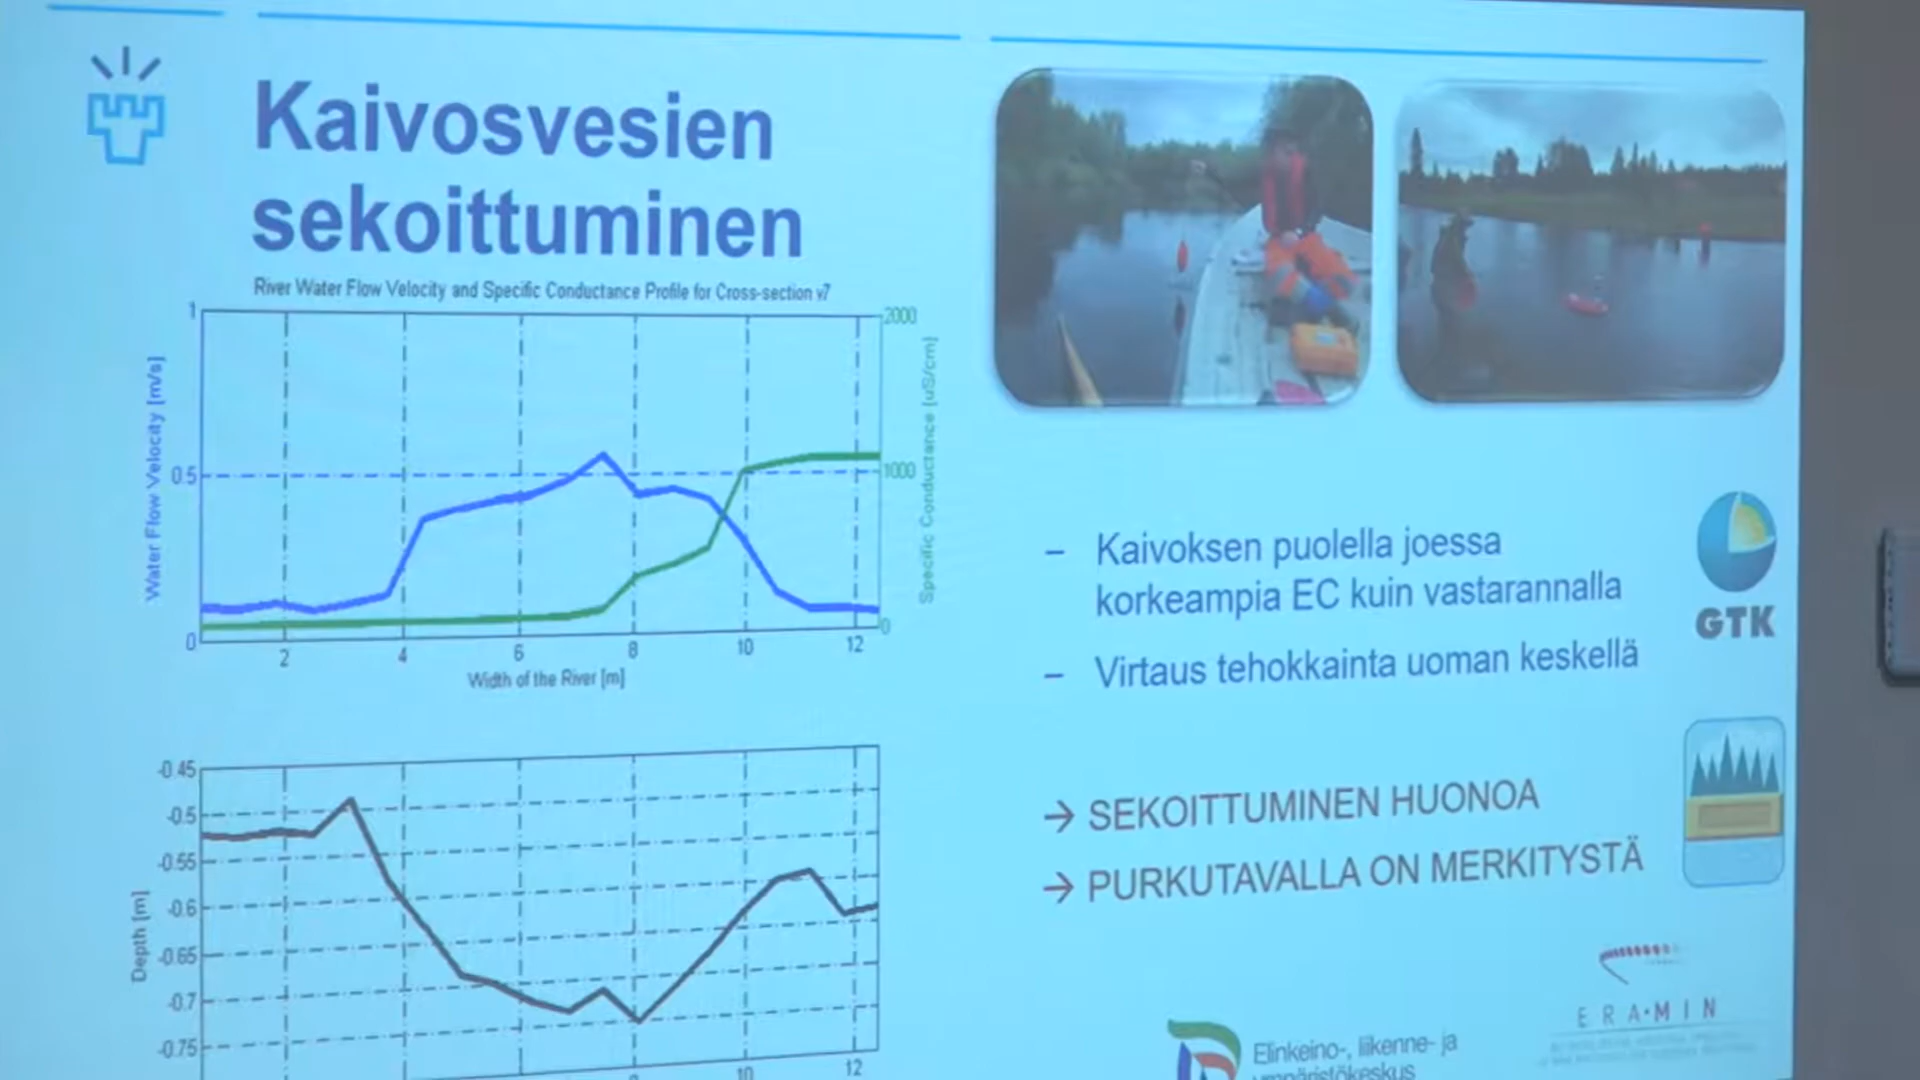 Kaivosvesien
sekoittuminen
River Water Flow Velocity and Specific Conductance Profile for Cross-section v7
1
0.5
0
Water Flow Velocity [m/s]
2000
1000
0
Specific Conductance [uS/cm]
2
4
6
8
10
12
Width of the River [m]
-0.45
-0.5
-0.55
-0.6
-0.65
-0.7
-0.75
Depth [m]
10
12
– Kaivoksen puolella joessa
korkeampia EC kuin vastarannalla
– Virtaus tehokkainta uoman keskellä
→ SEKOITTUMINEN HUONOA
→ PURKUTAVALLA ON MERKITYSTÄ
GTK
ERA·MIN
Elinkeino-, liikenne- ja
ympäristökeskus